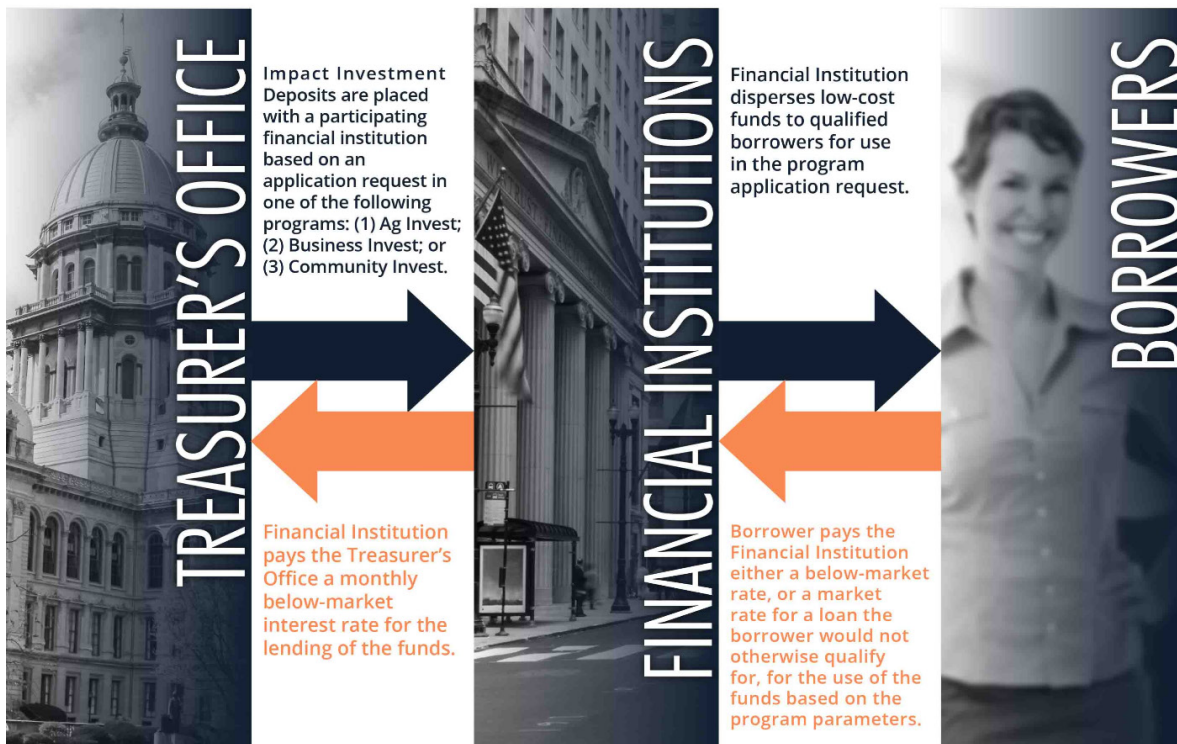 TREASURER'S OFFICE
Impact Investment
Deposits are placed
with a participating
financial institution
based on an
application request in
one of the following
programs: (1) Ag Invest;
(2) Business Invest; or
(3) Community Invest.
Financial Institution
pays the Treasurer's
Office a monthly
below-market
interest rate for the
lending of the funds.
FINANCIAL INSTITUTIONS
Financial Institution
disperses low-cost
funds to qualified
borrowers for use
in the program
application request.
Borrower pays the
Financial Institution
either a below-market
rate, or a market
rate for a loan the
borrower would not
otherwise qualify
for, for the use of the
funds based on the
program parameters.
BORROWERS